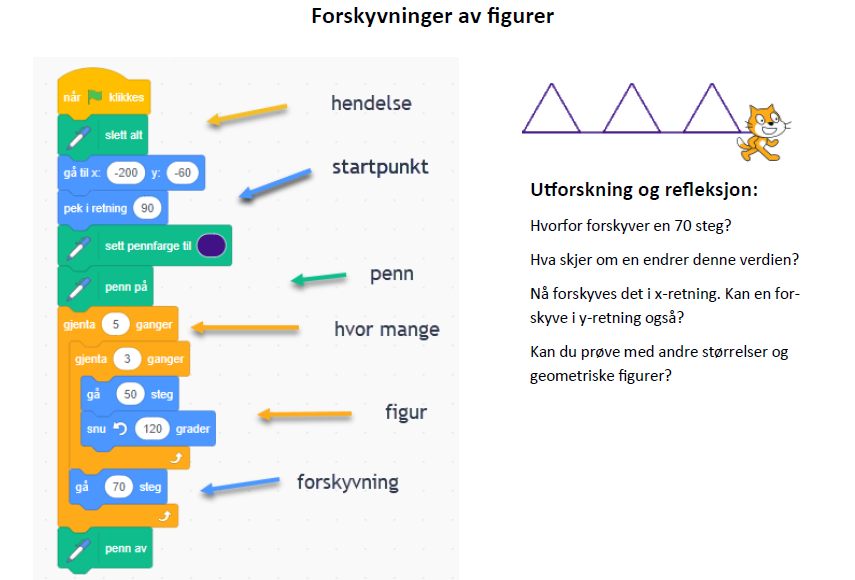 Forskyvninger av figurer
når klikkes
slett alt
gå til x: -200 y: -60
pek i retning 90
sett pennfarge til
penn på
gjenta 5 ganger
gjenta 3 ganger
gå 50 steg
snu 120 grader
gå 70 steg
penn av
hendelse
startpunkt
penn
hvor mange
figur
forskyvning
Utforskning og refleksjon:
Hvorfor forskyver en 70 steg?
Hva skjer om en endrer denne verdien?
Nå forskyves det i x-retning. Kan en for-
skyve i y-retning også?
Kan du prøve med andre størrelser og
geometriske figurer?